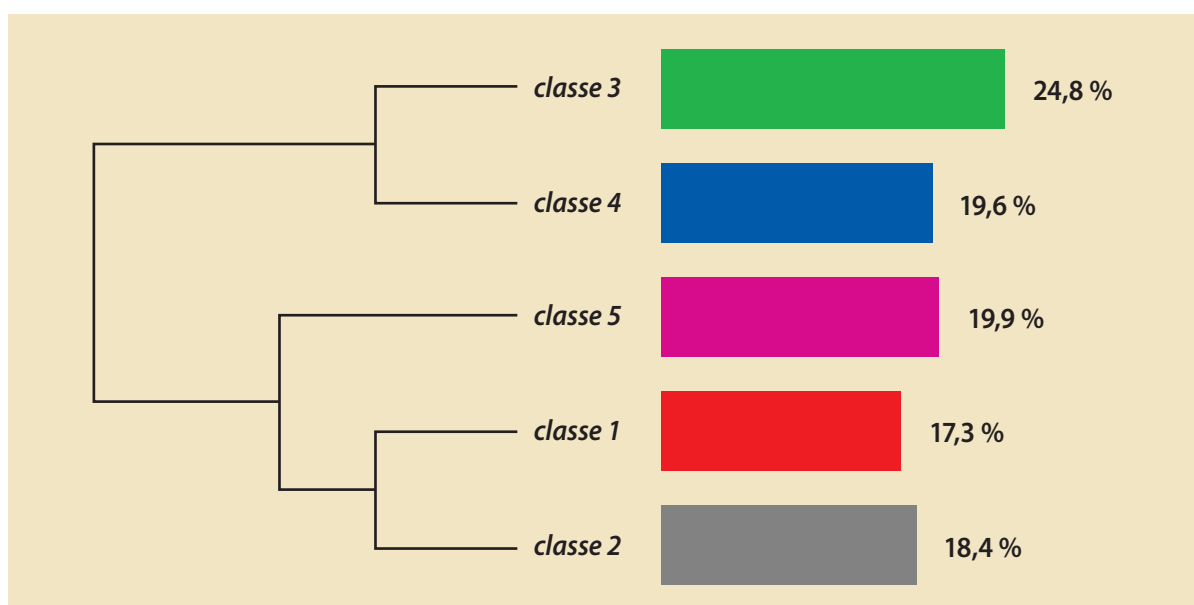 classe 3 24,8 %
classe 4 19,6 %
classe 5 19,9 %
classe 1 17,3 %
classe 2 18,4 %